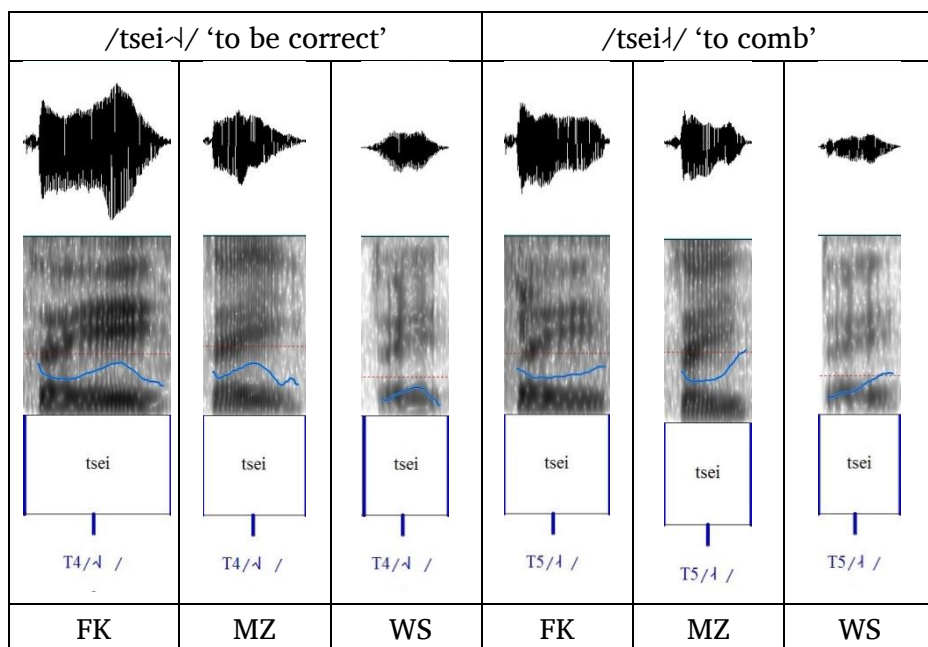 /tsei/ ‘to be correct’
/tsei/ ‘to comb’
tsei
tsei
tsei
tsei
tsei
tsei
T4/ /
T4/ /
T4/ /
T5/ /
T5/ /
T5/ /
FK
MZ
WS
FK
MZ
WS